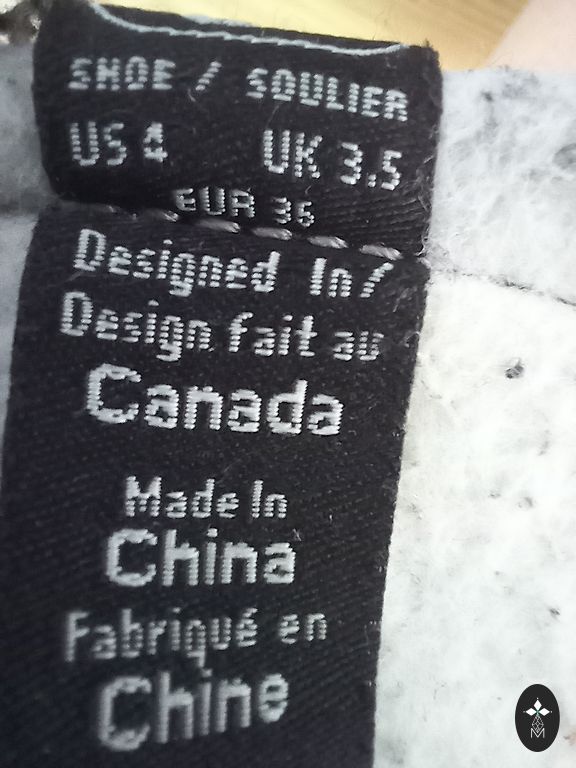 SHOE / SOULIER
US 4 UK 3.5
EUR 36
Designed In /
Design fait au
Canada
Made In
China
Fabriqué en
Chine
M